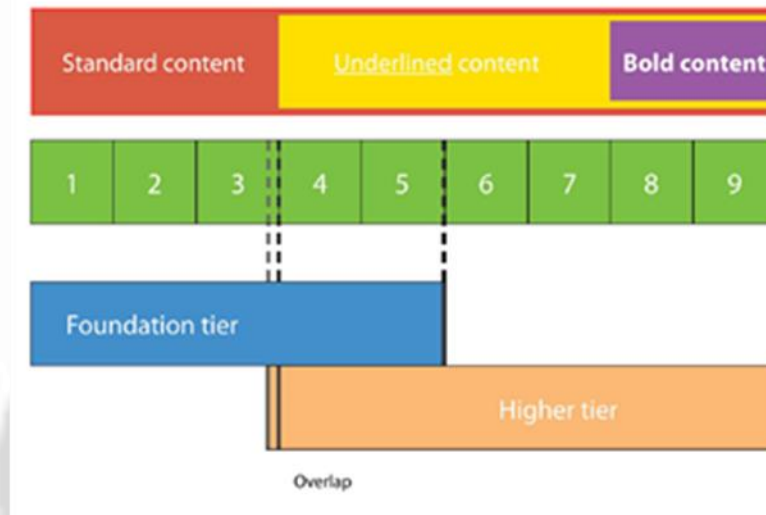 Standard content Underlined content Bold content
1 2 3 4 5 6 7 8 9
Foundation tier
Higher tier
Overlap